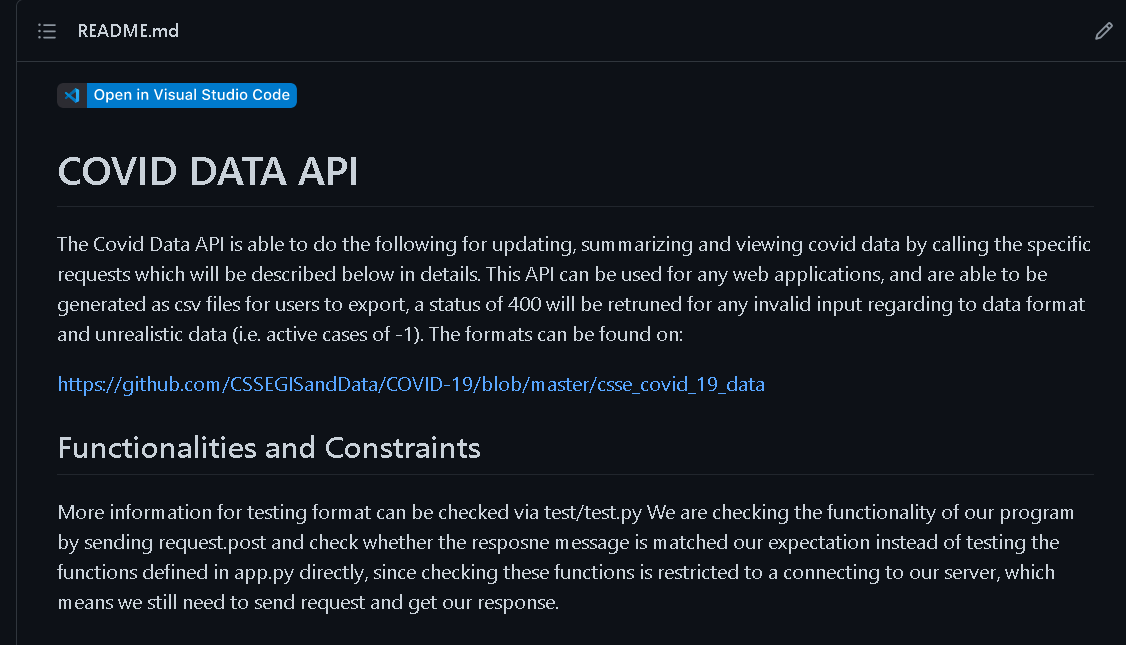 README.md
Open in Visual Studio Code
COVID DATA API
The Covid Data API is able to do the following for updating, summarizing and viewing covid data by calling the specific
requests which will be described below in details. This API can be used for any web applications, and are able to be
generated as csv files for users to export, a status of 400 will be retruned for any invalid input regarding to data format
and unrealistic data (i.e. active cases of -1). The formats can be found on:
https://github.com/CSSEGISandData/COVID-19/blob/master/csse_covid_19_data
Functionalities and Constraints
More information for testing format can be checked via test/test.py We are checking the functionality of our program
by sending request.post and check whether the resposne message is matched our expectation instead of testing the
functions defined in app.py directly, since checking these functions is restricted to a connecting to our server, which
means we still need to send request and get our response.